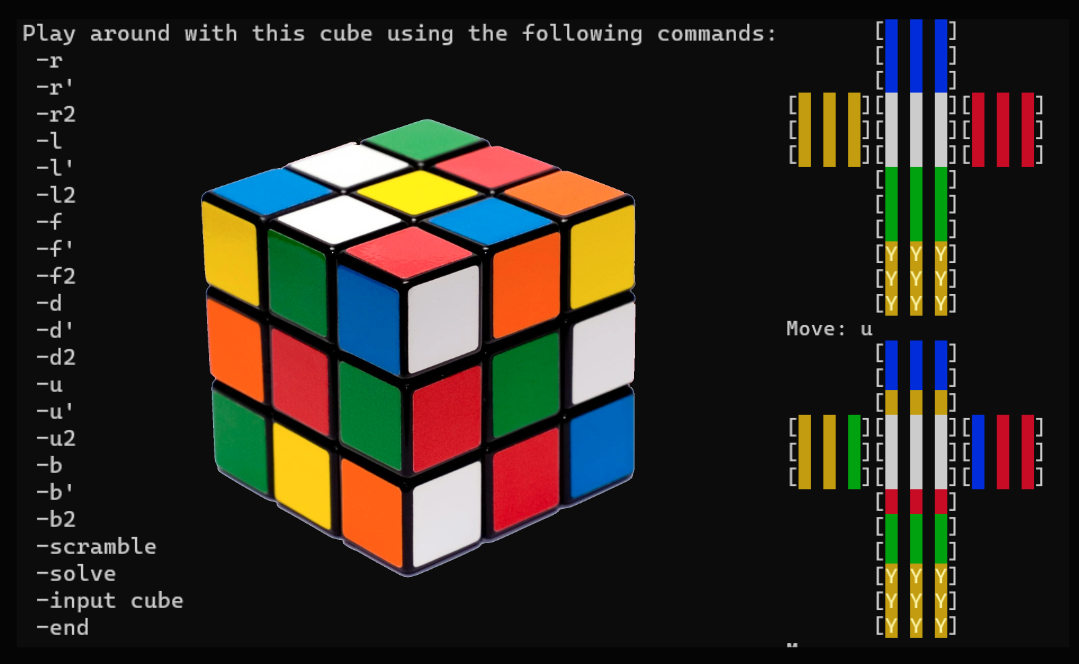 Play around with this cube using the following commands:
-r
-r'
-r2
-l
-l'
-l2
-f
-f'
-f2
-d
-d'
-d2
-u
-u'
-u2
-b
-b'
-b2
-scramble
-solve
-input cube
-end
[ ]
[ ]
[ ]
[ ][ ][ ]
[ ][ ][ ]
[ ][ ][ ]
[ ]
[ ]
[ ]
[Y Y Y]
[Y Y Y]
[Y Y Y]
Move: u
[ ]
[ ]
[ ]
[ ][ ][ ]
[ ][ ][ ]
[ ][ ][ ]
[ ]
[ ]
[ ]
[Y Y Y]
[Y Y Y]
[Y Y Y]